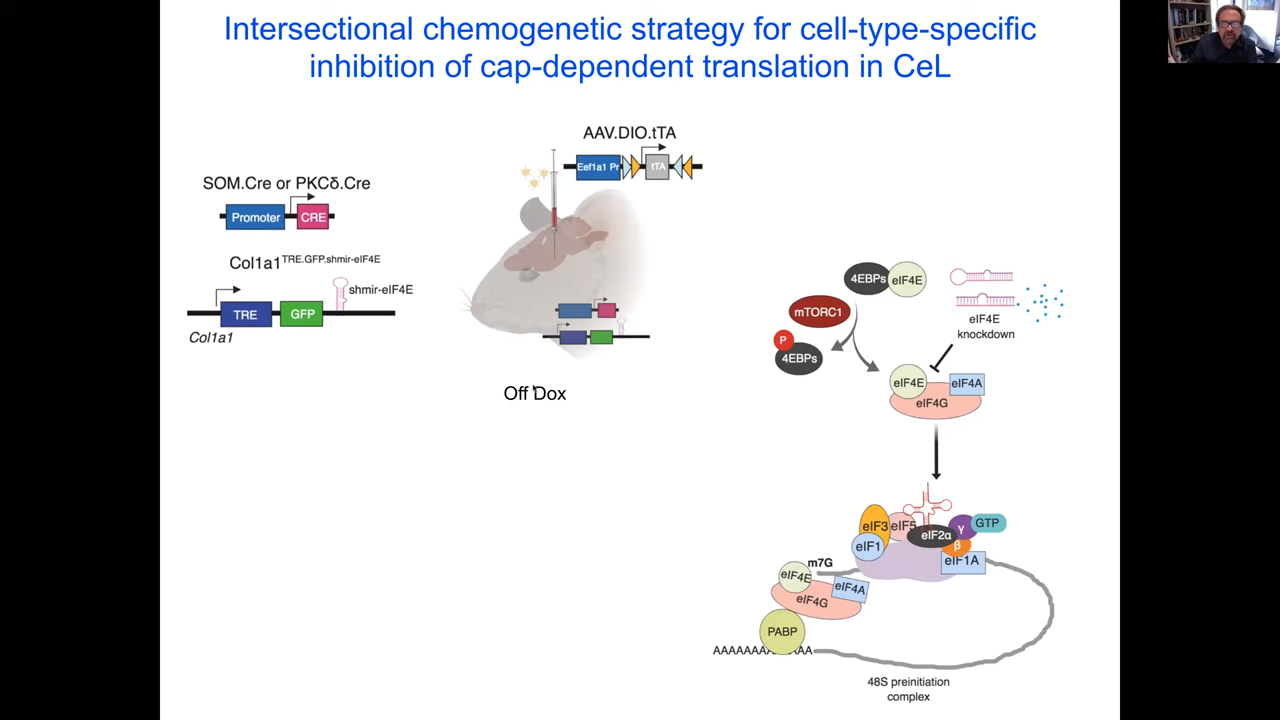 Intersectional chemogenetic strategy for cell-type-specific
inhibition of cap-dependent translation in CeL
AAV.DIO.tTA
Eef1a1 Pr
tTA
SOM.Cre or PKCδ.Cre
Promoter
CRE
Col1a1TRE.GFP.shmir-eIF4E
shmir-eIF4E
TRE
GFP
Col1a1
Off Dox
4EBPs
eIF4E
mTORC1
P
4EBPs
eIF4E
knockdown
eIF4E
eIF4A
eIF4G
eIF3
eIF5
eIF2α
γ
GTP
eIF1
β
eIF1A
m7G
eIF4E
eIF4A
eIF4G
PABP
AAAAAAAAAAAAA
48S preinitiation
complex